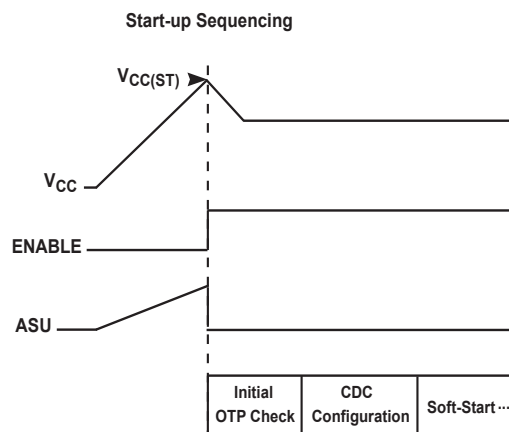 Start-up Sequencing
VCC(ST)
VCC
ENABLE
ASU
Initial
OTP Check
CDC
Configuration
Soft-Start ···